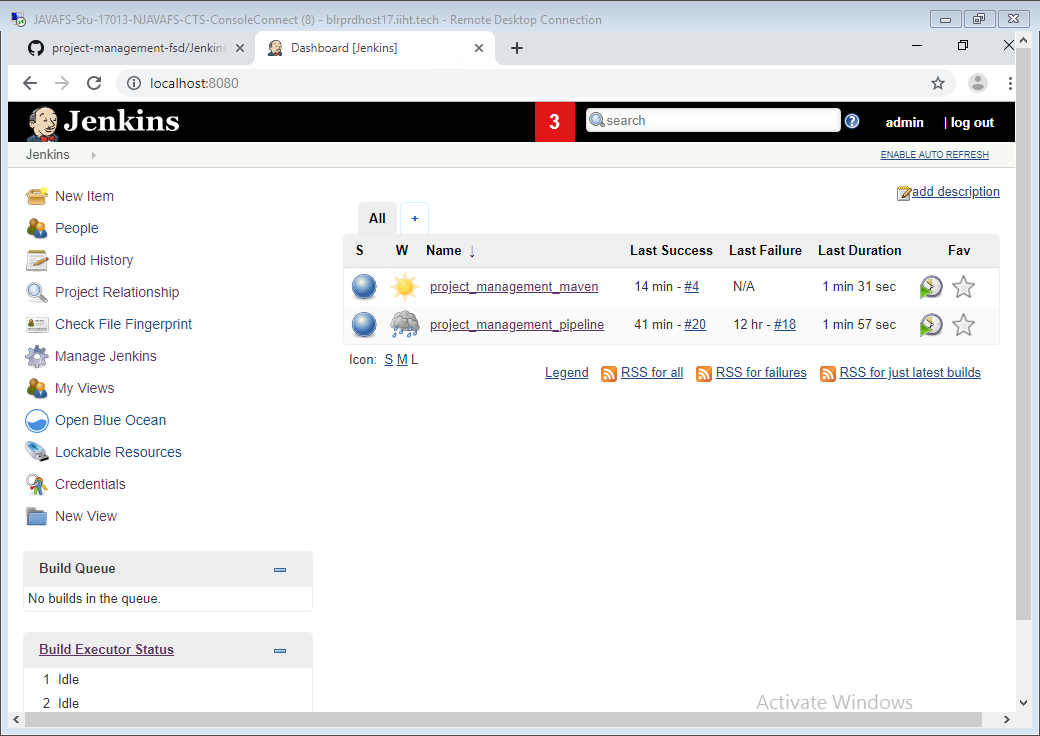 NJAVAFS-Stu-17013-NJAVAFS-CTS-ConsoleConnect (8) - blrprdhost17.iiht.tech - Remote Desktop Connection
project-management-fsd/Jenkins
Dashboard [Jenkins]
localhost:8080
Jenkins
3
search
?
admin
| log out
Jenkins
ENABLE AUTO REFRESH
New Item
People
Build History
Project Relationship
Check File Fingerprint
Manage Jenkins
My Views
Open Blue Ocean
Lockable Resources
Credentials
New View
Build Queue
No builds in the queue.
Build Executor Status
1 Idle
2 Idle
add description
All +
S W Name ↓ Last Success Last Failure Last Duration Fav
project_management_maven 14 min - #4 N/A 1 min 31 sec
project_management_pipeline 41 min - #20 12 hr - #18 1 min 57 sec
Icon: S M L
Legend RSS for all RSS for failures RSS for just latest builds
Activate Windows